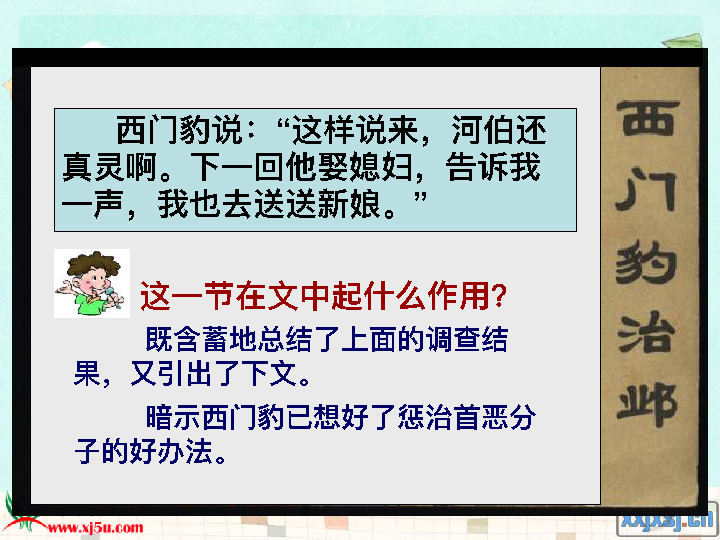 西门豹说：“这样说来，河伯还
真灵啊。下一回他娶媳妇，告诉我
一声，我也去送送新娘。”
这一节在文中起什么作用？
既含蓄地总结了上面的调查结
果，又引出了下文。
暗示西门豹已想好了惩治首恶分
子的好办法。
西门豹治邺
www.xj5u.com
xxjxsj.cn